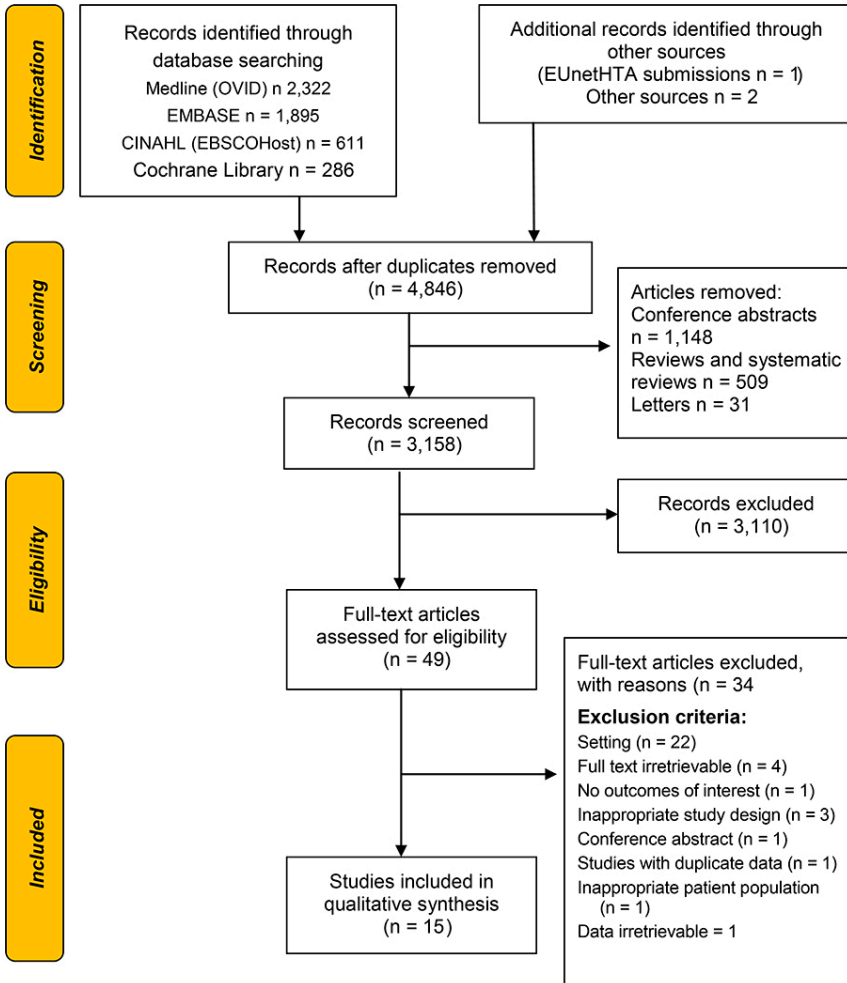 Identification
Records identified through
database searching
Medline (OVID) n 2,322
EMBASE n = 1,895
CINAHL (EBSCOHost) n = 611
Cochrane Library n = 286
Additional records identified through
other sources
(EUnetHTA submissions n = 1)
Other sources n = 2
Screening
Records after duplicates removed
(n = 4,846)
Articles removed:
Conference abstracts
n = 1,148
Reviews and systematic
reviews n = 509
Letters n = 31
Records screened
(n = 3,158)
Eligibility
Records excluded
(n = 3,110)
Full-text articles
assessed for eligibility
(n = 49)
Full-text articles excluded,
with reasons (n = 34
Exclusion criteria:
Setting (n = 22)
Full text irretrievable (n = 4)
No outcomes of interest (n = 1)
Inappropriate study design (n = 3)
Conference abstract (n = 1)
Studies with duplicate data (n = 1)
Inappropriate patient population
(n = 1)
Data irretrievable = 1
Included
Studies included in
qualitative synthesis
(n = 15)